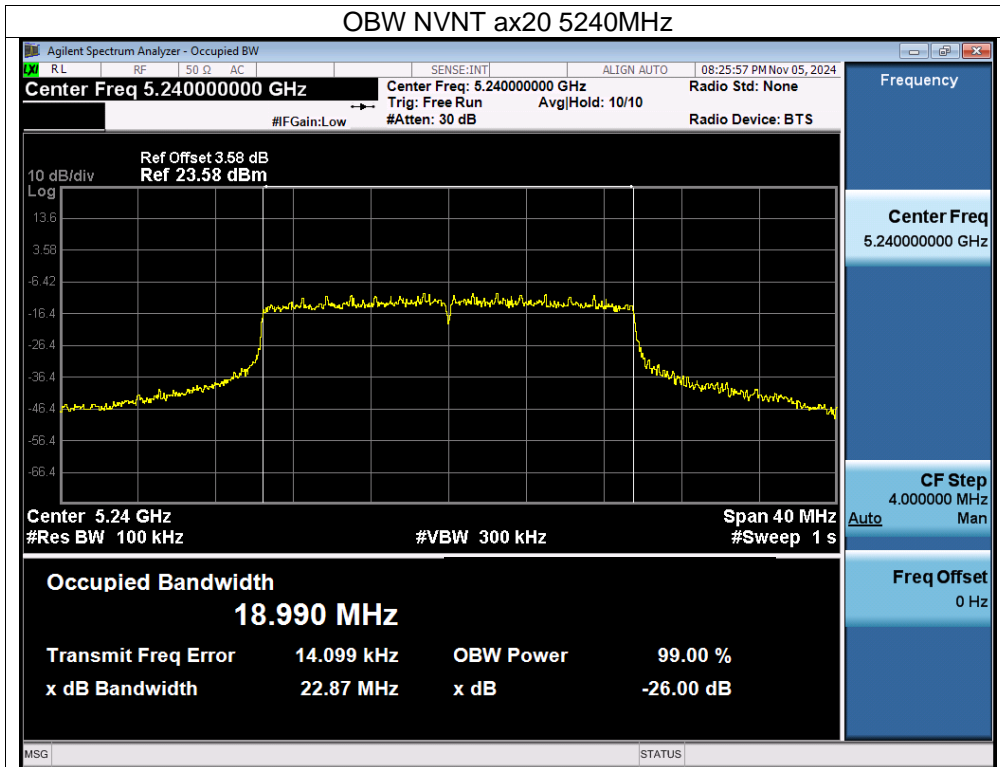 OBW NVNT ax20 5240MHz
Agilent Spectrum Analyzer - Occupied BW
LXI RL RF 50 Ω AC SENSE:INT ALIGN AUTO 08:25:57 PM Nov 05, 2024
Center Freq 5.240000000 GHz
Center Freq: 5.240000000 GHz Radio Std: None
Trig: Free Run Avg|Hold: 10/10
#IFGain:Low #Atten: 30 dB Radio Device: BTS
Ref Offset 3.58 dB
10 dB/div Ref 23.58 dBm
Log
13.6
3.58
-6.42
-16.4
-26.4
-36.4
-46.4
-56.4
-66.4
Center 5.24 GHz Span 40 MHz
#Res BW 100 kHz #VBW 300 kHz #Sweep 1 s
Occupied Bandwidth
18.990 MHz
Transmit Freq Error 14.099 kHz OBW Power 99.00 %
x dB Bandwidth 22.87 MHz x dB -26.00 dB
MSG STATUS
Frequency
Center Freq
5.240000000 GHz
CF Step
4.000000 MHz
Auto Man
Freq Offset
0 Hz